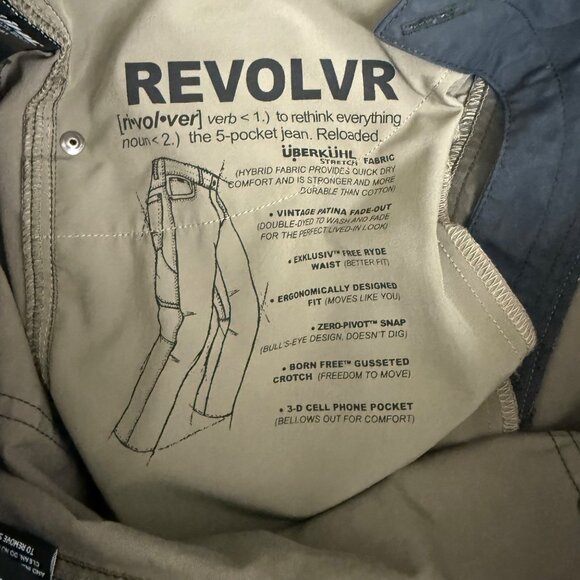 REVOLVR
[ri•vol•ver] verb < 1.) to rethink everything
noun < 2.) the 5-pocket jean. Reloaded.
ÜBERKÜHL
STRETCH FABRIC
(HYBRID FABRIC PROVIDES QUICK DRY
COMFORT AND IS STRONGER AND MORE
DURABLE THAN COTTON)
• VINTAGE PATINA FADE-OUT
(DOUBLE-DYED TO WASH AND FADE
FOR THE PERFECT LIVED-IN LOOK)
• EXKLUSIV™ FREE RYDE
WAIST (BETTER FIT)
• ERGONOMICALLY DESIGNED
FIT (MOVES LIKE YOU)
• ZERO-PIVOT™ SNAP
(BULL'S-EYE DESIGN, DOESN'T DIG)
• BORN FREE™ GUSSETED
CROTCH (FREEDOM TO MOVE)
• 3-D CELL PHONE POCKET
(BELLOWS OUT FOR COMFORT)
TO REMOVE